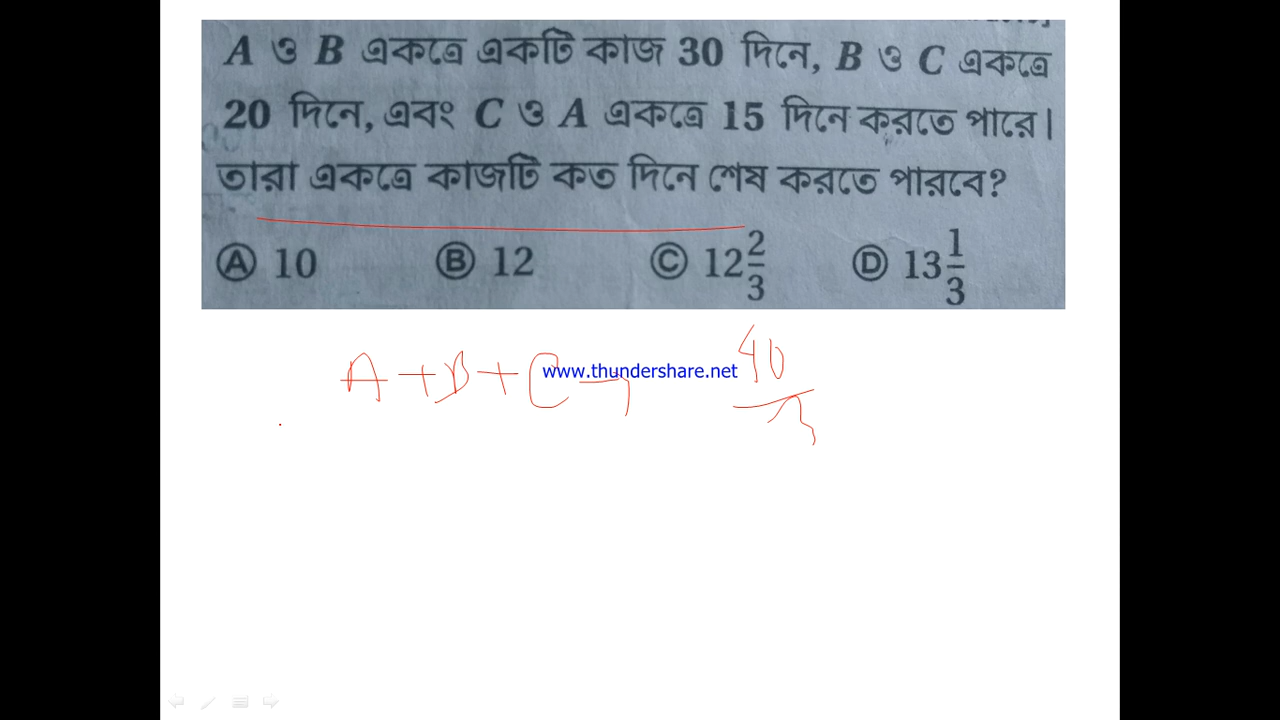 A ও B একত্রে একটি কাজ 30 দিনে, B ও C একত্রে
20 দিনে, এবং C ও A একত্রে 15 দিনে করতে পারে।
তারা একত্রে কাজটি কত দিনে শেষ করতে পারবে?
Ⓐ 10 Ⓑ 12 Ⓒ 12 2/3 Ⓓ 13 1/3
A + B + C → 40/3
www.thundershare.net